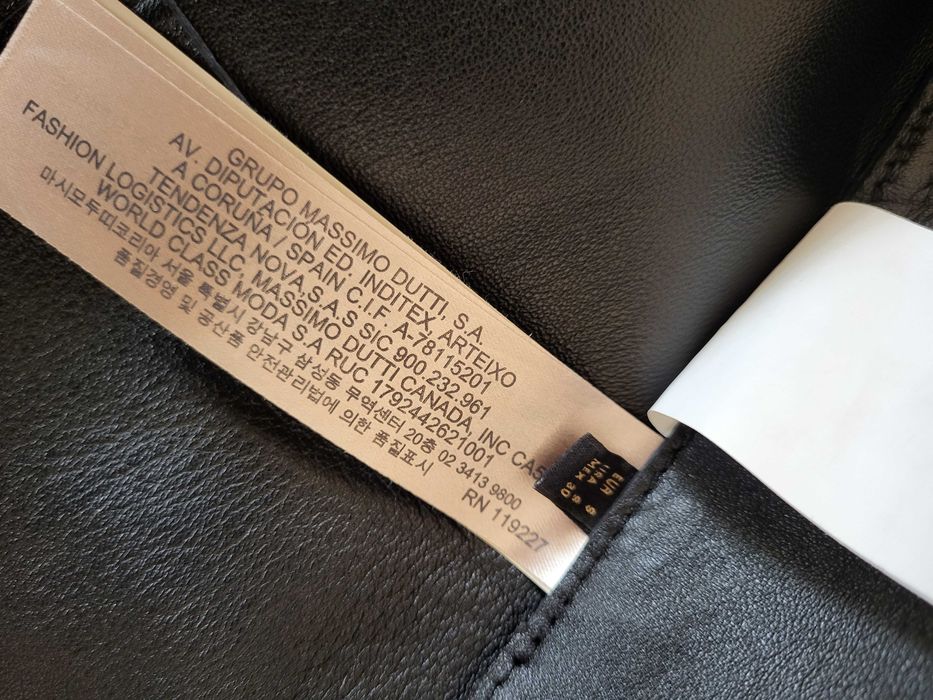 GRUPO MASSIMO DUTTI, S.A.
AV. DIPUTACIÓN ED. INDITEX, ARTEIXO
A CORUÑA / SPAIN C.I.F. A-78115201
TENDENZA NOVA,S.A.S SIC 900.232.961
FASHION LOGISTICS LLC. MASSIMO DUTTI CANADA, INC CA5
WORLD CLASS MODA S.A RUC 1792442621001
마시모두띠코리아 서울 특별시 강남구 삼성동 무역센터 20층 02 3413 9800
품질경영 및 공산품 안전관리법에 의한 품질표시
RN 119227
EUR S
USA S
MEX 30